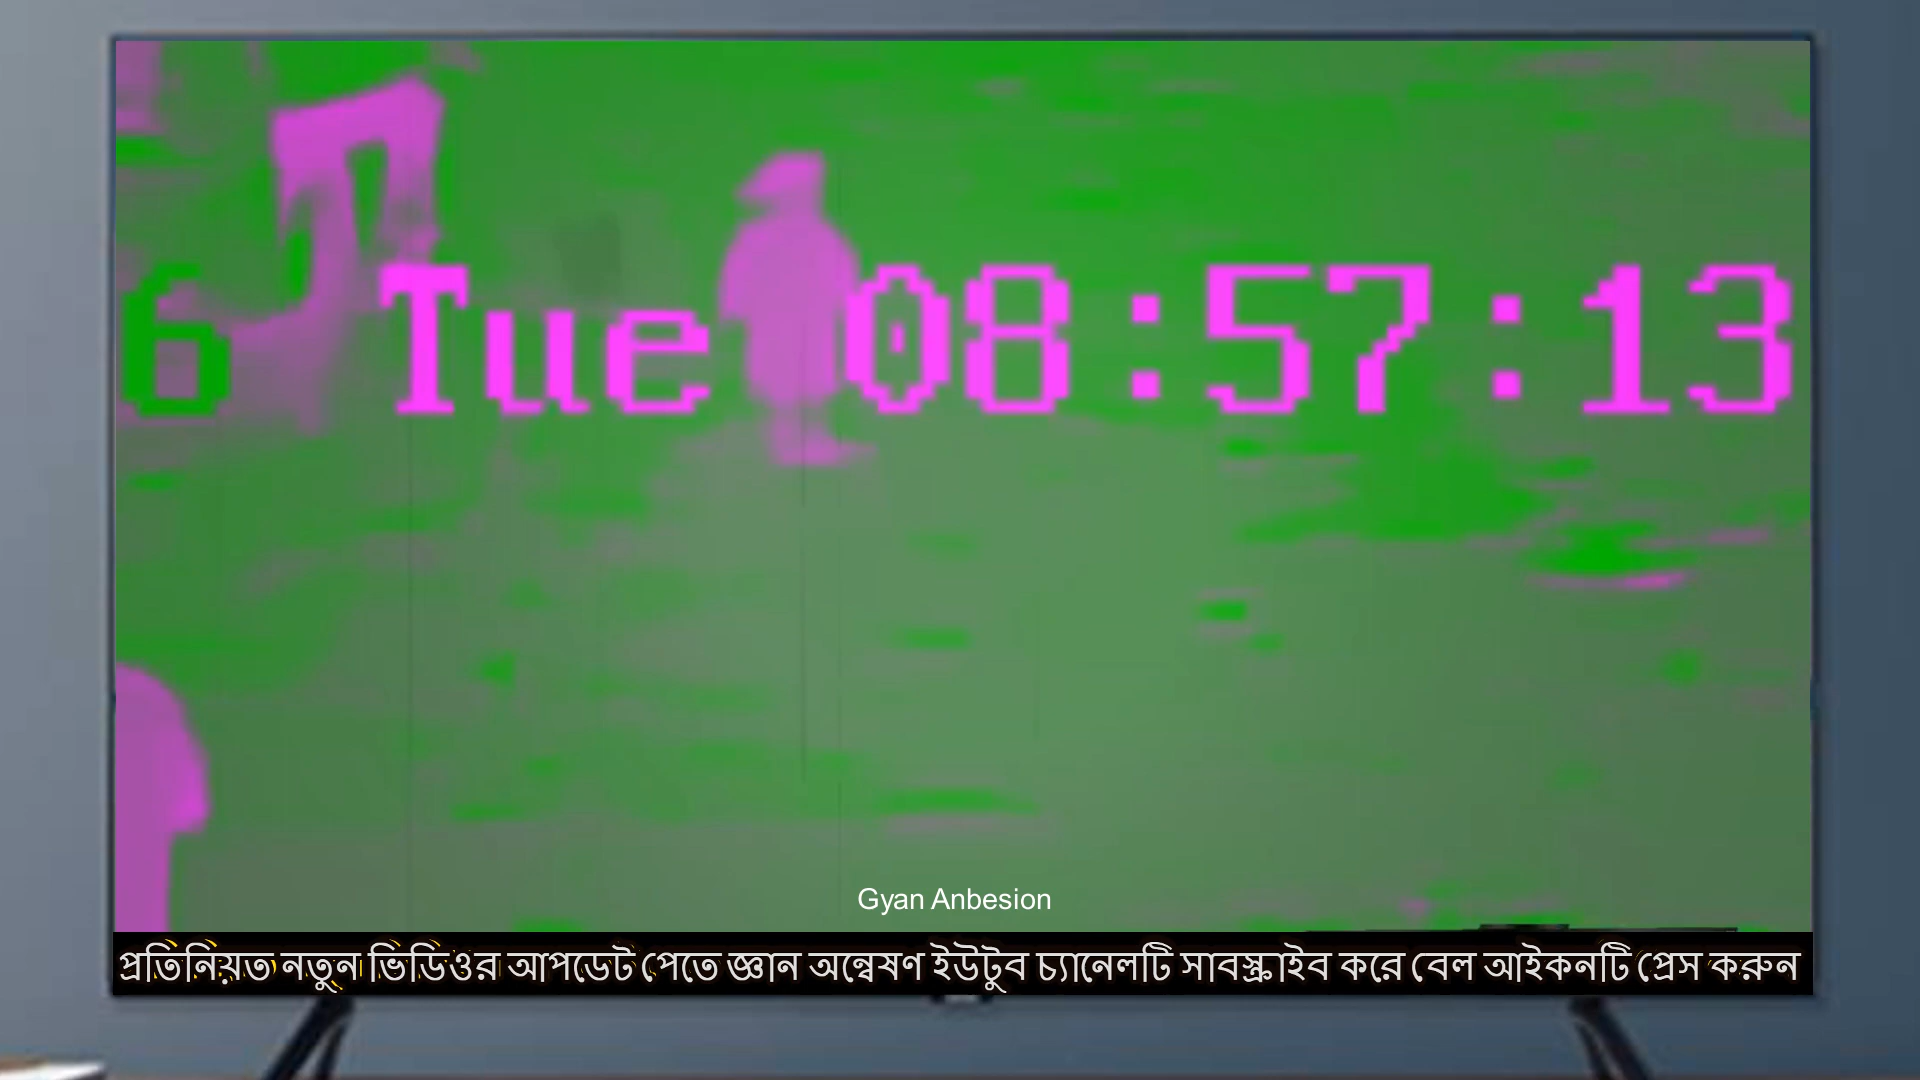 6 Tue 08:57:13
Gyan Anbesion
প্রতিনিয়ত নতুন ভিডিওর আপডেট পেতে জ্ঞান অন্বেষণ ইউটুব চ্যানেলটি সাবস্ক্রাইব করে বেল আইকনটি প্রেস করুন